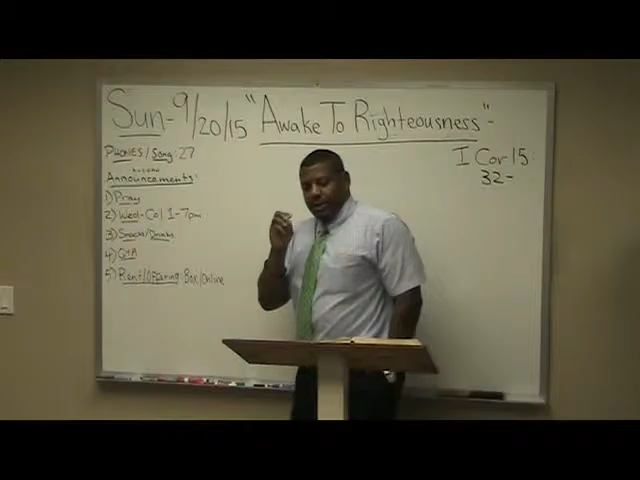 Sun-9/20/15 "Awake To Righteousness"-
PHONES/Song: 27
Announcements:
1) Pray
2) Wed-Col 1-7pm
3) Snacks/Drinks
4) Q+A
5) Rent/Offering Box/Online
I Cor 15:
32-